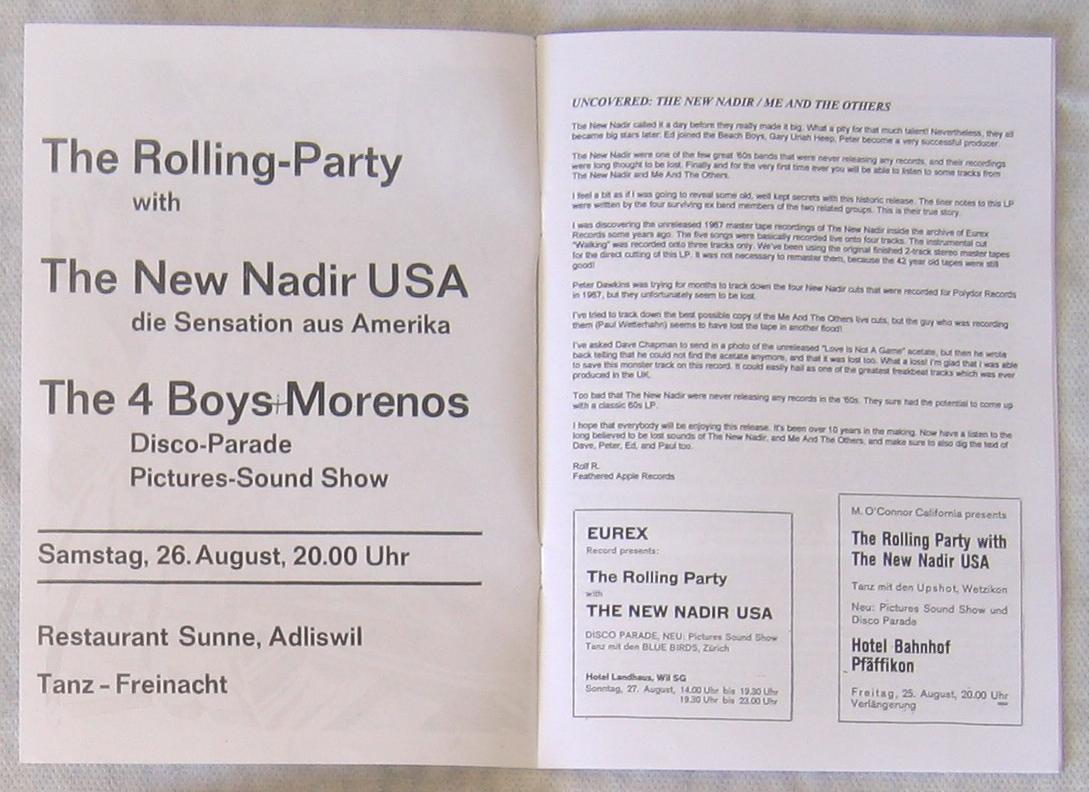 The Rolling-Party
with
The New Nadir USA
die Sensation aus Amerika
The 4 Boys+Morenos
Disco-Parade
Pictures-Sound Show
Samstag, 26. August, 20.00 Uhr
Restaurant Sunne, Adliswil
Tanz - Freinacht
UNCOVERED: THE NEW NADIR / ME AND THE OTHERS
The New Nadir called it a day before they really made it big. What a pity for that much talent! Nevertheless, they all
became big stars later: Ed joined the Beach Boys, Gary Uriah Heep, Peter become a very successful producer.
The New Nadir were one of the few great '60s bands that were never releasing any records, and their recordings
were long thought to be lost. Finally and for the very first time ever you will be able to listen to some tracks from
The New Nadir and Me And The Others.
I feel a bit as if I was going to reveal some old, well kept secrets with this historic release. The liner notes to this LP
were written by the four surviving ex band members of the two related groups. This is their true story.
I was discovering the unreleased 1967 master tape recordings of The New Nadir inside the archive of Eurex
Records some years ago. The five songs were basically recorded live onto four tracks. The instrumental cut
"Walking" was recorded onto three tracks only. We've been using the original finished 2-track stereo master tapes
for the direct cutting of this LP. It was not necessary to remaster them, because the 42 year old tapes were still
good!
Peter Dawkins was trying for months to track down the four New Nadir cuts that were recorded for Polydor Records
in 1967, but they unfortunately seem to be lost.
I've tried to track down the best possible copy of the Me And The Others live cuts, but the guy who was recording
them (Paul Wetterhahn) seems to have lost the tape in another flood!
I've asked Dave Chapman to send in a photo of the unreleased "Love Is Not A Game" acetate, but then he wrote
back telling that he could not find the acetate anymore, and that it was lost too. What a loss! I'm glad that I was able
to save this monster track on this record. It could easily hail as one of the greatest freakbeat tracks which was ever
produced in the UK.
Too bad that The New Nadir were never releasing any records in the '60s. They sure had the potential to come up
with a classic 60s LP.
I hope that everybody will be enjoying this release. It's been over 10 years in the making. Now have a listen to the
long believed to be lost sounds of The New Nadir, and Me And The Others, and make sure to also dig the text of
Dave, Peter, Ed, and Paul too.
Rolf R.
Feathered Apple Records
EUREX
Record presents:
The Rolling Party
with
THE NEW NADIR USA
DISCO PARADE, NEU: Pictures Sound Show
Tanz mit den BLUE BIRDS, Zürich
Hotel Landhaus, Wil SG
Sonntag, 27. August, 14.00 Uhr bis 19.30 Uhr
19.30 Uhr bis 23.00 Uhr
M. O'Connor California presents
The Rolling Party with
The New Nadir USA
Tanz mit den Upshot, Wetzikon
Neu: Pictures Sound Show und
Disco Parade
Hotel Bahnhof
Pfäffikon
Freitag, 25. August, 20.00 Uhr
Verlängerung